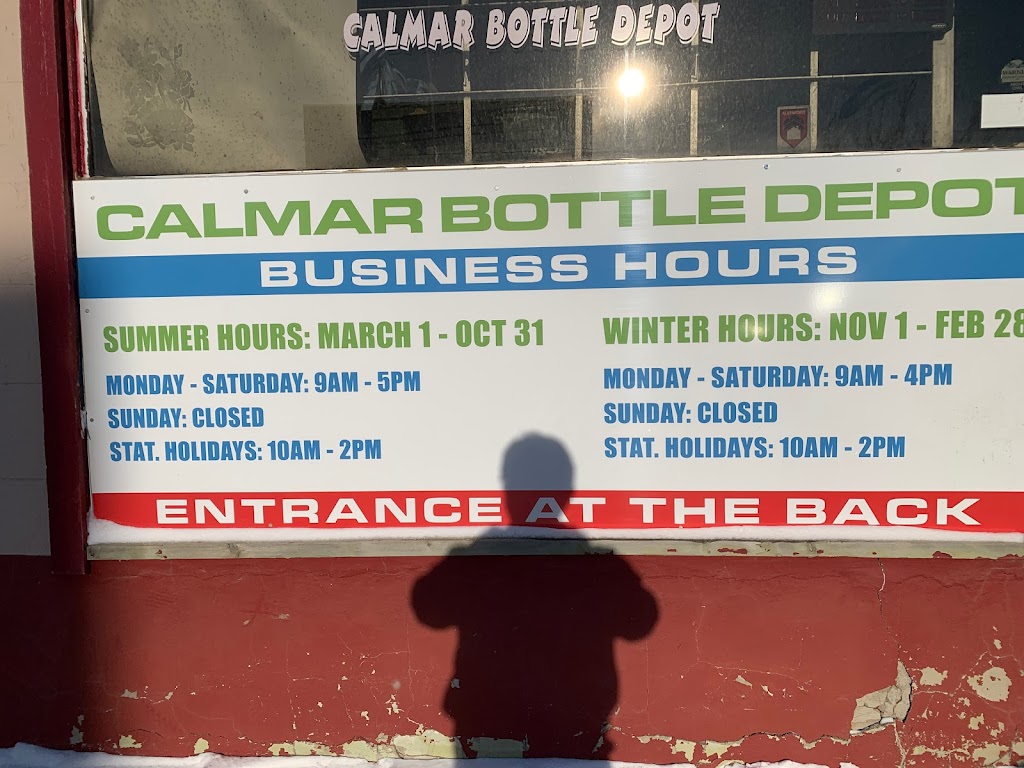 CALMAR BOTTLE DEPOT
CALMAR BOTTLE DEPOT
BUSINESS HOURS
SUMMER HOURS: MARCH 1 - OCT 31
MONDAY - SATURDAY: 9AM - 5PM
SUNDAY: CLOSED
STAT. HOLIDAYS: 10AM - 2PM
WINTER HOURS: NOV 1 - FEB 28
MONDAY - SATURDAY: 9AM - 4PM
SUNDAY: CLOSED
STAT. HOLIDAYS: 10AM - 2PM
ENTRANCE AT THE BACK